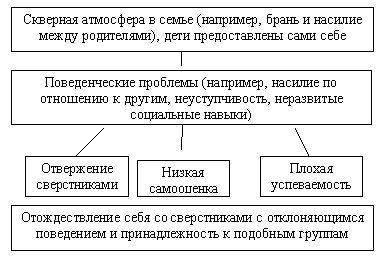 Скверная атмосфера в семье (например, брань и насилие
между родителями), дети предоставлены сами себе
Поведенческие проблемы (например, насилие по
отношению к другим, неуступчивость, неразвитые
социальные навыки)
Отвержение
сверстниками
Низкая
самооценка
Плохая
успеваемость
Отождествление себя со сверстниками с отклоняющимся
поведением и принадлежность к подобным группам